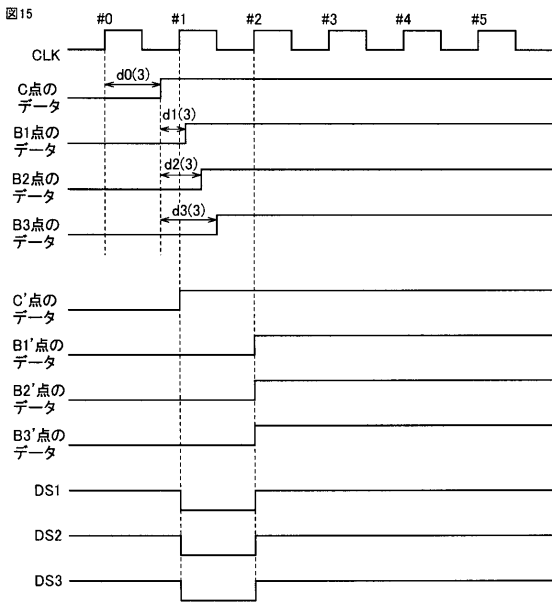 図15
#0 #1 #2 #3 #4 #5
CLK
d0(3)
C点の
データ
d1(3)
B1点の
データ
d2(3)
B2点の
データ
d3(3)
B3点の
データ
C'点の
データ
B1'点の
データ
B2'点の
データ
B3'点の
データ
DS1
DS2
DS3